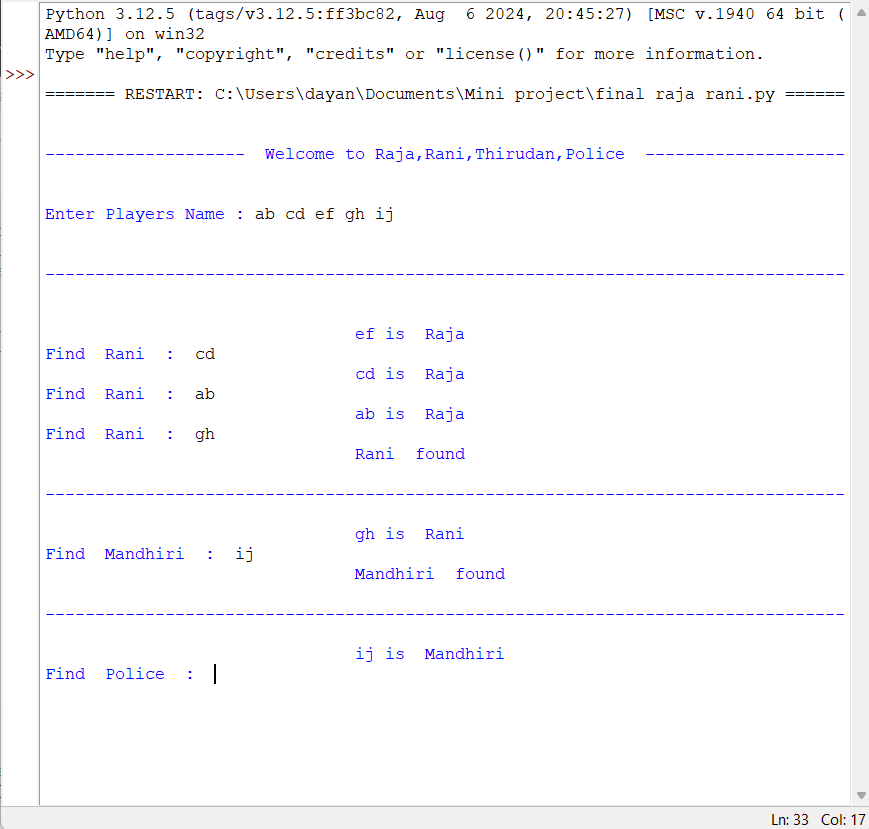 Python 3.12.5 (tags/v3.12.5:ff3bc82, Aug  6 2024, 20:45:27) [MSC v.1940 64 bit (
AMD64)] on win32
Type "help", "copyright", "credits" or "license()" for more information.
>>>
======= RESTART: C:\Users\dayan\Documents\Mini project\final raja rani.py ======
--------------------  Welcome to Raja,Rani,Thirudan,Police  --------------------
Enter Players Name : ab cd ef gh ij
--------------------------------------------------------------------------------
ef is  Raja
Find  Rani  :  cd
cd is  Raja
Find  Rani  :  ab
ab is  Raja
Find  Rani  :  gh
Rani  found
--------------------------------------------------------------------------------
gh is  Rani
Find  Mandhiri  :  ij
Mandhiri  found
--------------------------------------------------------------------------------
ij is  Mandhiri
Find  Police  :
Ln: 33  Col: 17